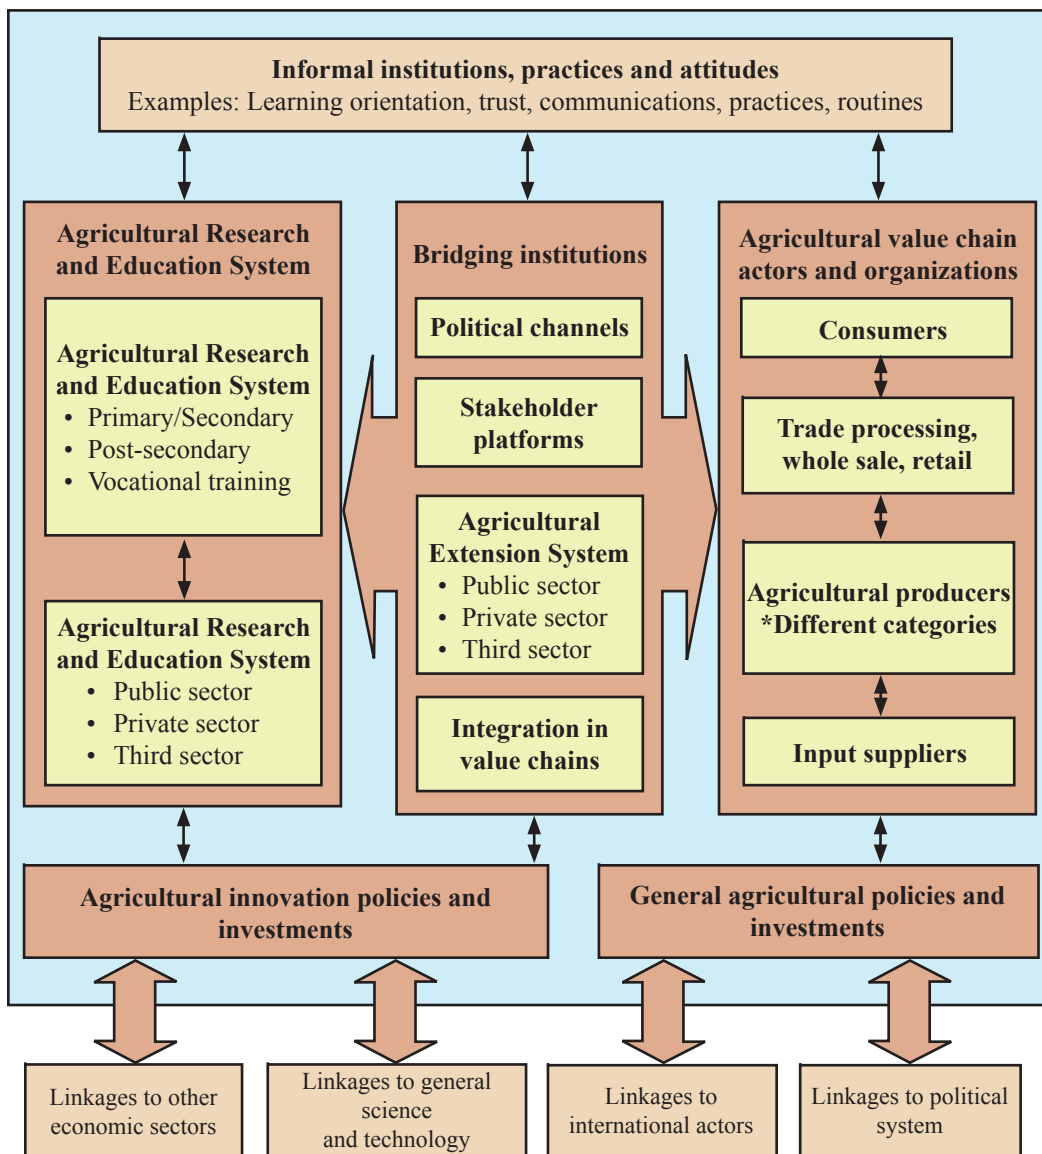 Informal institutions, practices and attitudes
Examples: Learning orientation, trust, communications, practices, routines
Agricultural Research
and Education System
Agricultural Research
and Education System
• Primary/Secondary
• Post-secondary
• Vocational training
Agricultural Research
and Education System
• Public sector
• Private sector
• Third sector
Bridging institutions
Political channels
Stakeholder
platforms
Agricultural
Extension System
• Public sector
• Private sector
• Third sector
Integration in
value chains
Agricultural value chain
actors and organizations
Consumers
Trade processing,
whole sale, retail
Agricultural producers
*Different categories
Input suppliers
Agricultural innovation policies and
investments
General agricultural policies and
investments
Linkages to other
economic sectors
Linkages to general
science
and technology
Linkages to
international actors
Linkages to political
system